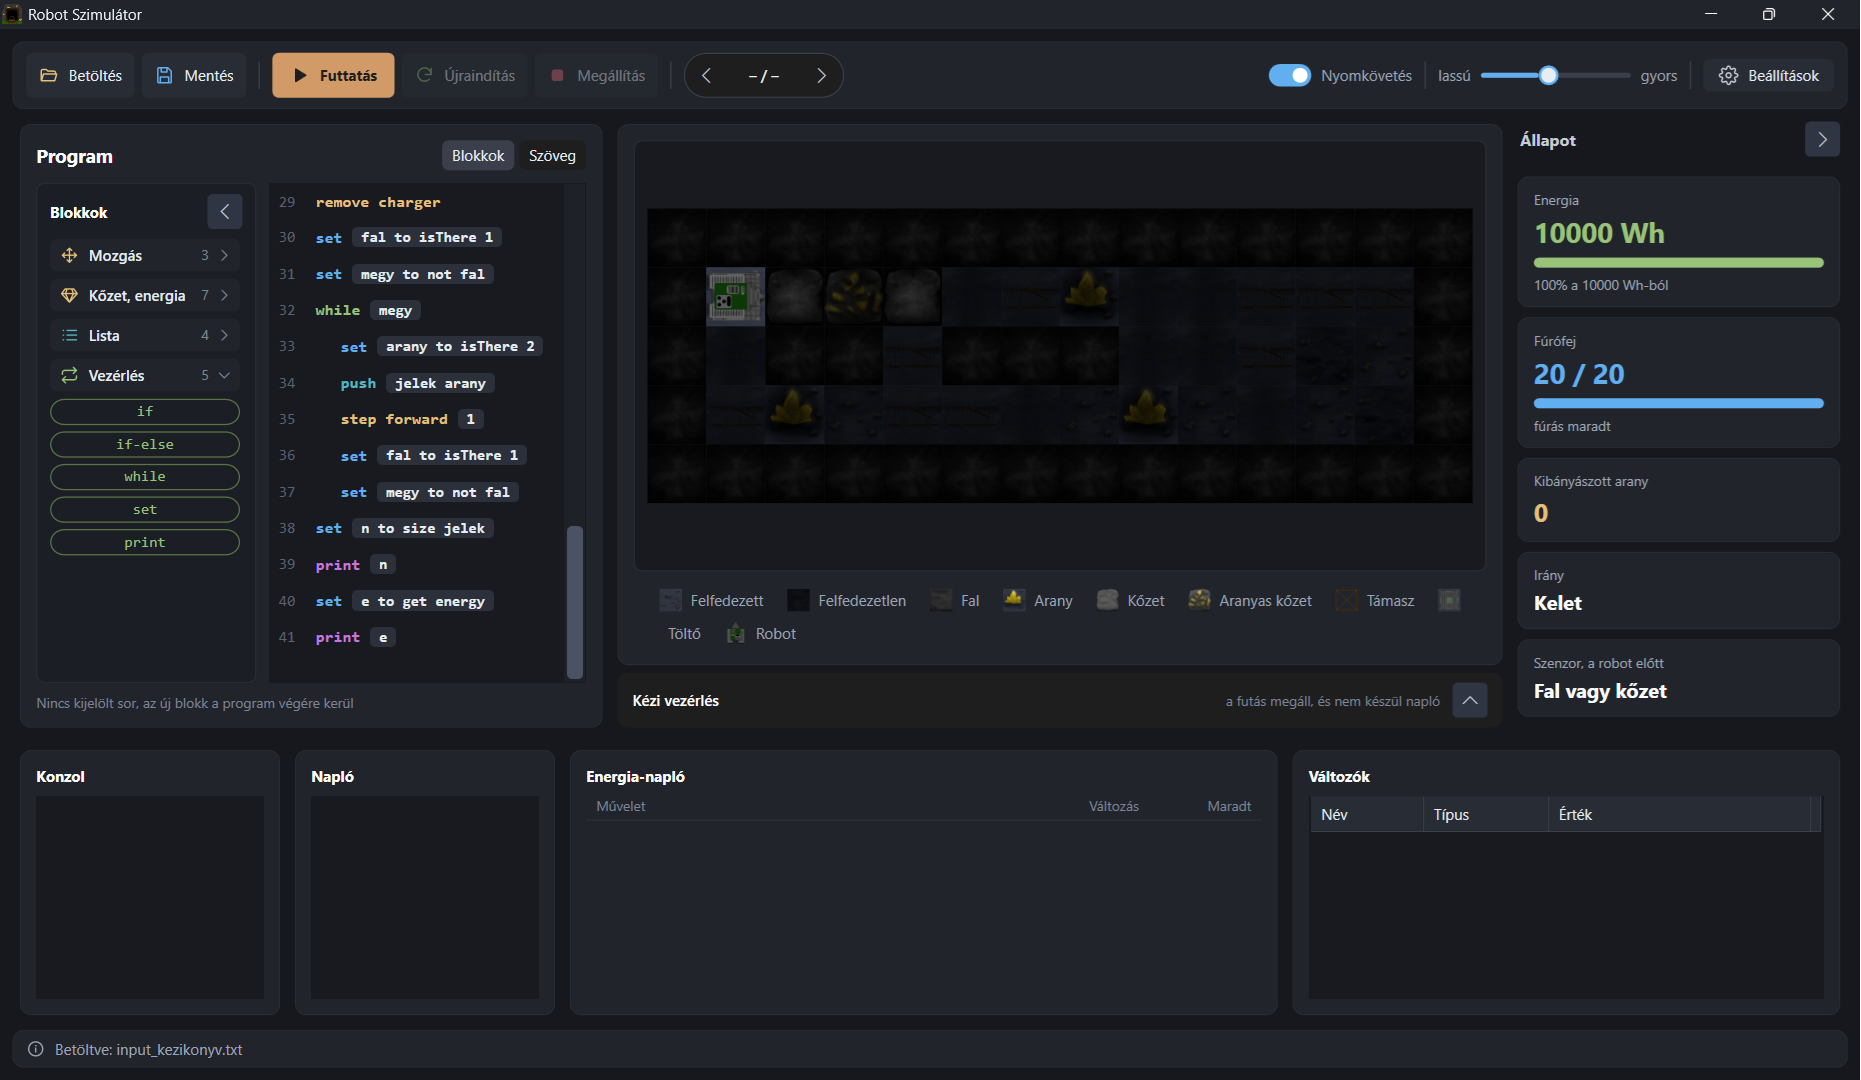 Robot Szimulátor
Betöltés
Mentés
Futtatás
Újraindítás
Megállítás
– / –
Nyomkövetés
lassú
gyors
Beállítások
Program
Blokkok
Szöveg
Blokkok
Mozgás 3
Kőzet, energia 7
Lista 4
Vezérlés 5
if
if-else
while
set
print
29 remove charger
30 set fal to isThere 1
31 set megy to not fal
32 while megy
33 set arany to isThere 2
34 push jelek arany
35 step forward 1
36 set fal to isThere 1
37 set megy to not fal
38 set n to size jelek
39 print n
40 set e to get energy
41 print e
Nincs kijelölt sor, az új blokk a program végére kerül
Felfedezett
Felfedezetlen
Fal
Arany
Kőzet
Aranyas kőzet
Támasz
Töltő
Robot
Kézi vezérlés
a futás megáll, és nem készül napló
Állapot
Energia
10000 Wh
100% a 10000 Wh-ból
Fúrófej
20 / 20
fúrás maradt
Kibányászott arany
0
Irány
Kelet
Szenzor, a robot előtt
Fal vagy kőzet
Konzol
Napló
Energia-napló
Művelet Változás Maradt
Változók
Név Típus Érték
Betöltve: input_kezikonyv.txt